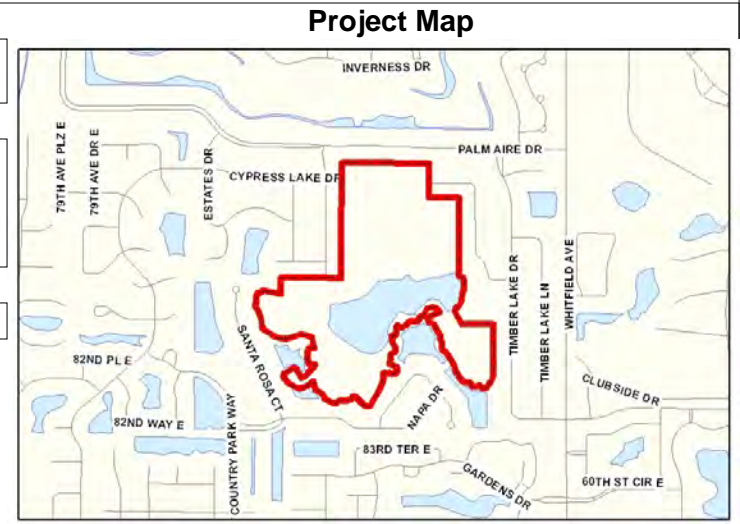 Project Map
INVERNESS DR
PALM AIRE DR
79TH AVE PLZ E
79TH AVE DR E
ESTATES DR
CYPRESS LAKE DR
TIMBER LAKE DR
TIMBER LAKE LN
WHITFIELD AVE
SANTA ROSA CT
82ND PL E
NAPA DR
CLUBSIDE DR
82ND WAY E
COUNTRY PARK WAY
83RD TER E
GARDENS DR
60TH ST CIR E